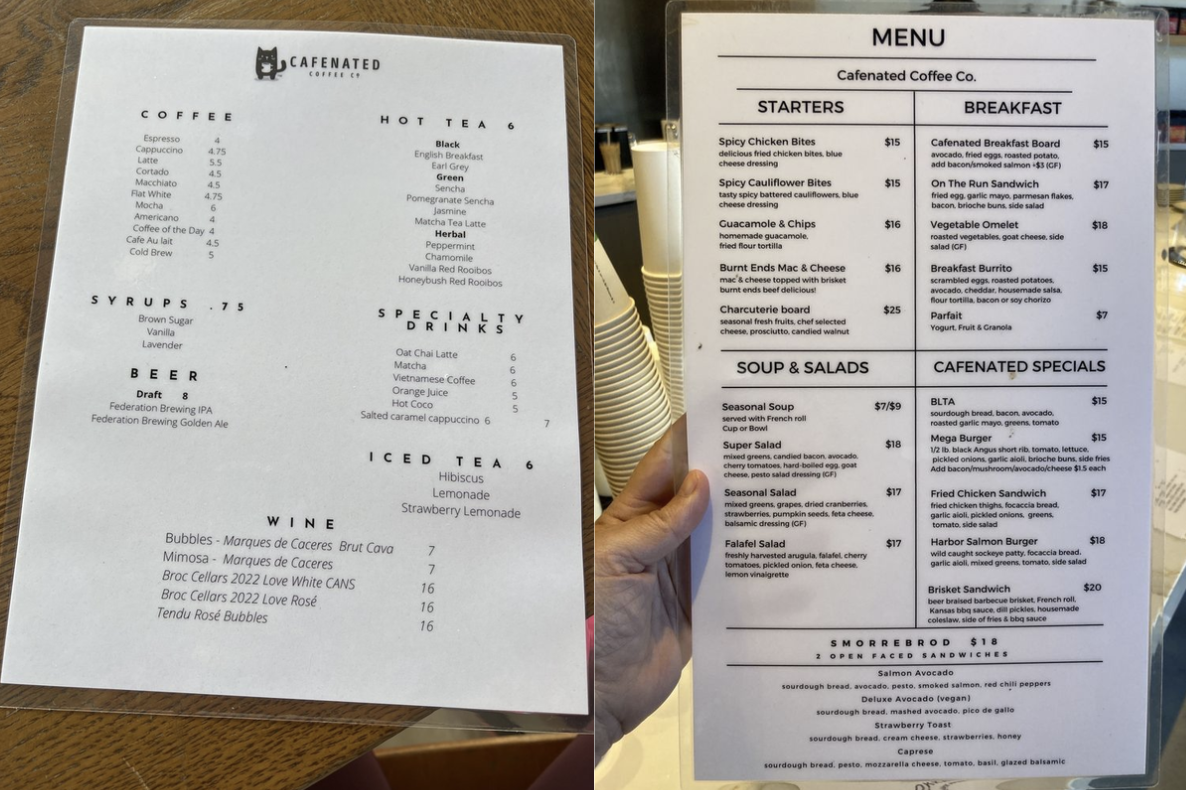 CAFENATED
COFFEE CO
COFFEE
Espresso 4
Cappuccino 4.75
Latte 5.5
Cortado 4.5
Macchiato 4.5
Flat White 4.75
Mocha 6
Americano 4
Coffee of the Day 4
Cafe Au lait 4.5
Cold Brew 5
SYRUPS .75
Brown Sugar
Vanilla
Lavender
BEER
Draft 8
Federation Brewing IPA
Federation Brewing Golden Ale
HOT TEA 6
Black
English Breakfast
Earl Grey
Green
Sencha
Pomegranate Sencha
Jasmine
Matcha Tea Latte
Herbal
Peppermint
Chamomile
Vanilla Red Rooibos
Honeybush Red Rooibos
SPECIALTY
DRINKS
Oat Chai Latte 6
Matcha 6
Vietnamese Coffee 6
Orange Juice 5
Hot Coco 5
Salted caramel cappuccino 6 7
ICED TEA 6
Hibiscus
Lemonade
Strawberry Lemonade
WINE
Bubbles - Marques de Caceres Brut Cava 7
Mimosa - Marques de Caceres 7
Broc Cellars 2022 Love White CANS 16
Broc Cellars 2022 Love Rosé 16
Tendu Rosé Bubbles 16
MENU
Cafenated Coffee Co.
STARTERS
Spicy Chicken Bites $15
delicious fried chicken bites, blue
cheese dressing
Spicy Cauliflower Bites $15
tasty spicy battered cauliflowers, blue
cheese dressing
Guacamole & Chips $16
homemade guacamole,
fried flour tortilla
Burnt Ends Mac & Cheese $16
mac & cheese topped with brisket
burnt ends beef delicious!
Charcuterie board $25
seasonal fresh fruits, chef selected
cheese, prosciutto, candied walnut
BREAKFAST
Cafenated Breakfast Board $15
avocado, fried eggs, roasted potato,
add bacon/smoked salmon +$3 (GF)
On The Run Sandwich $17
fried egg, garlic mayo, parmesan flakes,
bacon, brioche buns, side salad
Vegetable Omelet $18
roasted vegetables, goat cheese, side
salad (GF)
Breakfast Burrito $15
scrambled eggs, roasted potatoes,
avocado, cheddar, housemade salsa,
flour tortilla, bacon or soy chorizo
Parfait $7
Yogurt, Fruit & Granola
SOUP & SALADS
Seasonal Soup $7/$9
served with French roll
Cup or Bowl
Super Salad $18
mixed greens, candied bacon, avocado,
cherry tomatoes, hard-boiled egg, goat
cheese, pesto salad dressing (GF)
Seasonal Salad $17
mixed greens, grapes, dried cranberries,
strawberries, pumpkin seeds, feta cheese,
balsamic dressing (GF)
Falafel Salad $17
freshly harvested arugula, falafel, cherry
tomatoes, pickled onion, feta cheese,
lemon vinaigrette
CAFENATED SPECIALS
BLTA $15
sourdough bread, bacon, avocado,
roasted garlic mayo, greens, tomato
Mega Burger $15
1/2 lb. black Angus short rib, tomato, lettuce,
pickled onions, garlic aioli, brioche buns, side fries
Add bacon/mushroom/avocado/cheese $1.5 each
Fried Chicken Sandwich $17
fried chicken thighs, focaccia bread,
garlic aioli, pickled onions, greens,
tomato, side salad
Harbor Salmon Burger $18
wild caught sockeye patty, focaccia bread,
garlic aioli, mixed greens, tomato, side salad
Brisket Sandwich $20
beer braised barbecue brisket, French roll,
Kansas bbq sauce, dill pickles, housemade
coleslaw, side of fries & bbq sauce
SMORREBROD $18
2 OPEN FACED SANDWICHES
Salmon Avocado
sourdough bread, avocado, pesto, smoked salmon, red chili peppers
Deluxe Avocado (vegan)
sourdough bread, mashed avocado, pico de gallo
Strawberry Toast
sourdough bread, cream cheese, strawberries, honey
Caprese
sourdough bread, pesto, mozzarella cheese, tomato, basil, glazed balsamic